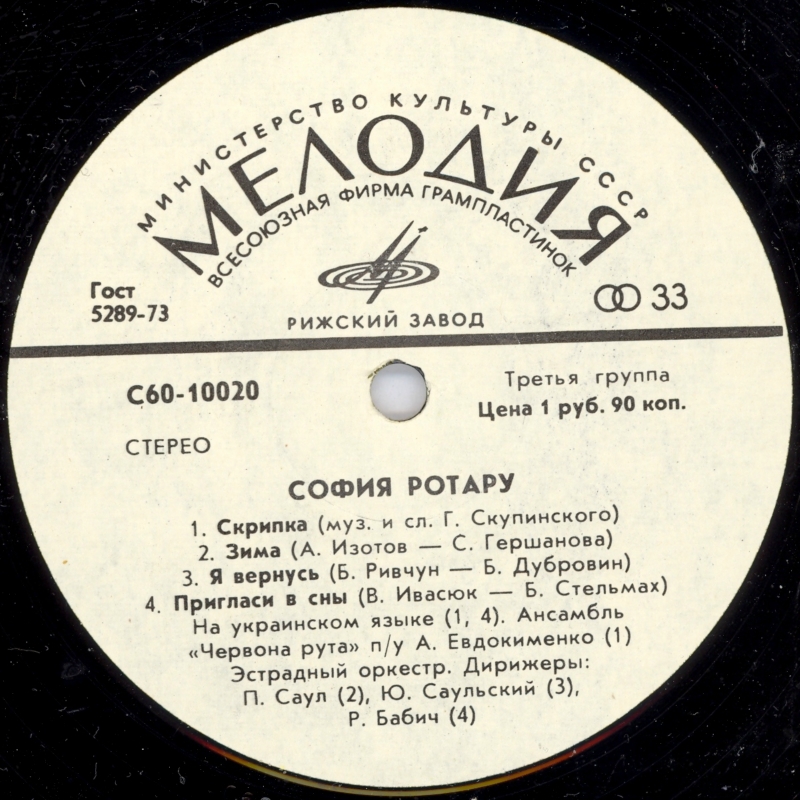 МИНИСТЕРСТВО КУЛЬТУРЫ СССР
МЕЛОДИЯ
ВСЕСОЮЗНАЯ ФИРМА ГРАМПЛАСТИНОК
Гост
5289-73
33
РИЖСКИЙ ЗАВОД
С60-10020
Третья группа
Цена 1 руб. 90 коп.
СТЕРЕО
СОФИЯ РОТАРУ
1. Скрипка (муз. и сл. Г. Скупинского)
2. Зима (А. Изотов — С. Гершанова)
3. Я вернусь (Б. Ривчун — Б. Дубровин)
4. Пригласи в сны (В. Ивасюк — Б. Стельмах)
На украинском языке (1, 4). Ансамбль
«Червона рута» п/у А. Евдокименко (1)
Эстрадный оркестр. Дирижеры:
П. Саул (2), Ю. Саульский (3),
Р. Бабич (4)